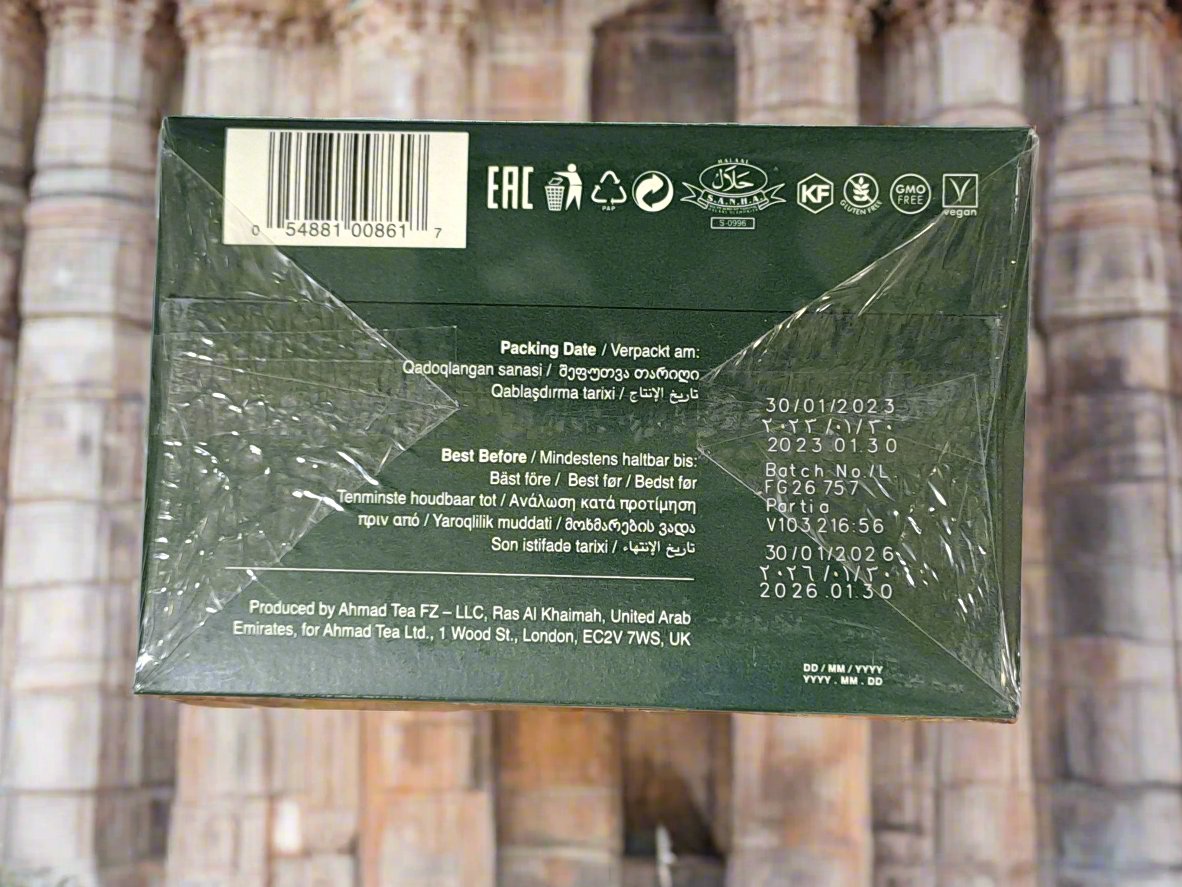 0 54881 00861 7
EAC
PAP
HALAAL
حلال
S.A.N.H.A.
S-0996
KF
GLUTEN FREE
GMO FREE
V
vegan
Packing Date / Verpackt am:
Qadoqlangan sanasi / შეფუთვა თარიღი
Qablaşdırma tarixi / تاريخ الإنتاج
30/01/2023
٢٠٢٣/٠١/٣٠
2023.01.30
Batch No./L
FG26757
Partia
V103 216:56
Best Before / Mindestens haltbar bis:
Bäst före / Best før / Bedst før
Tenminste houdbaar tot / Ανάλωση κατά προτίμηση
πριν από / Yaroqlilik muddati / მოხმარების ვადა
Son istifadə tarixi / تاريخ الإنتهاء
30/01/2026
٢٠٢٦/٠١/٣٠
2026.01.30
Produced by Ahmad Tea FZ – LLC, Ras Al Khaimah, United Arab
Emirates, for Ahmad Tea Ltd., 1 Wood St., London, EC2V 7WS, UK
DD / MM / YYYY
YYYY . MM . DD